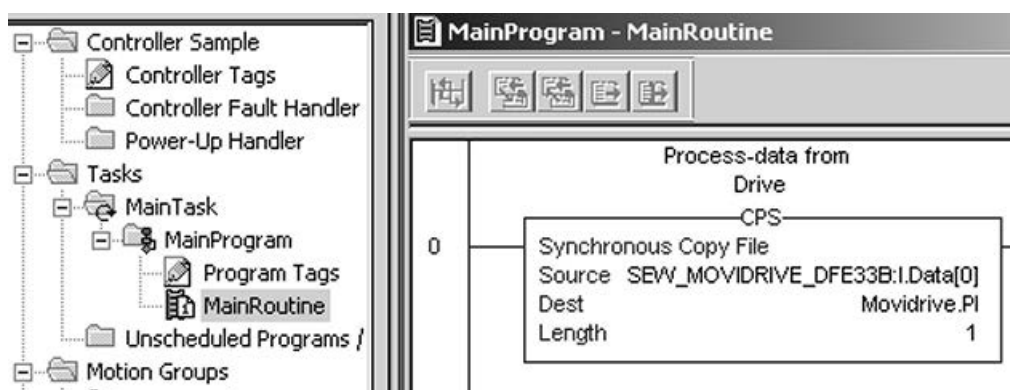 Controller Sample
Controller Tags
Controller Fault Handler
Power-Up Handler
Tasks
MainTask
MainProgram
Program Tags
MainRoutine
Unscheduled Programs /
Motion Groups
MainProgram - MainRoutine
Process-data from
Drive
CPS
0
Synchronous Copy File
Source SEW_MOVIDRIVE_DFE33B:I.Data[0]
Dest Movidrive.PI
Length 1